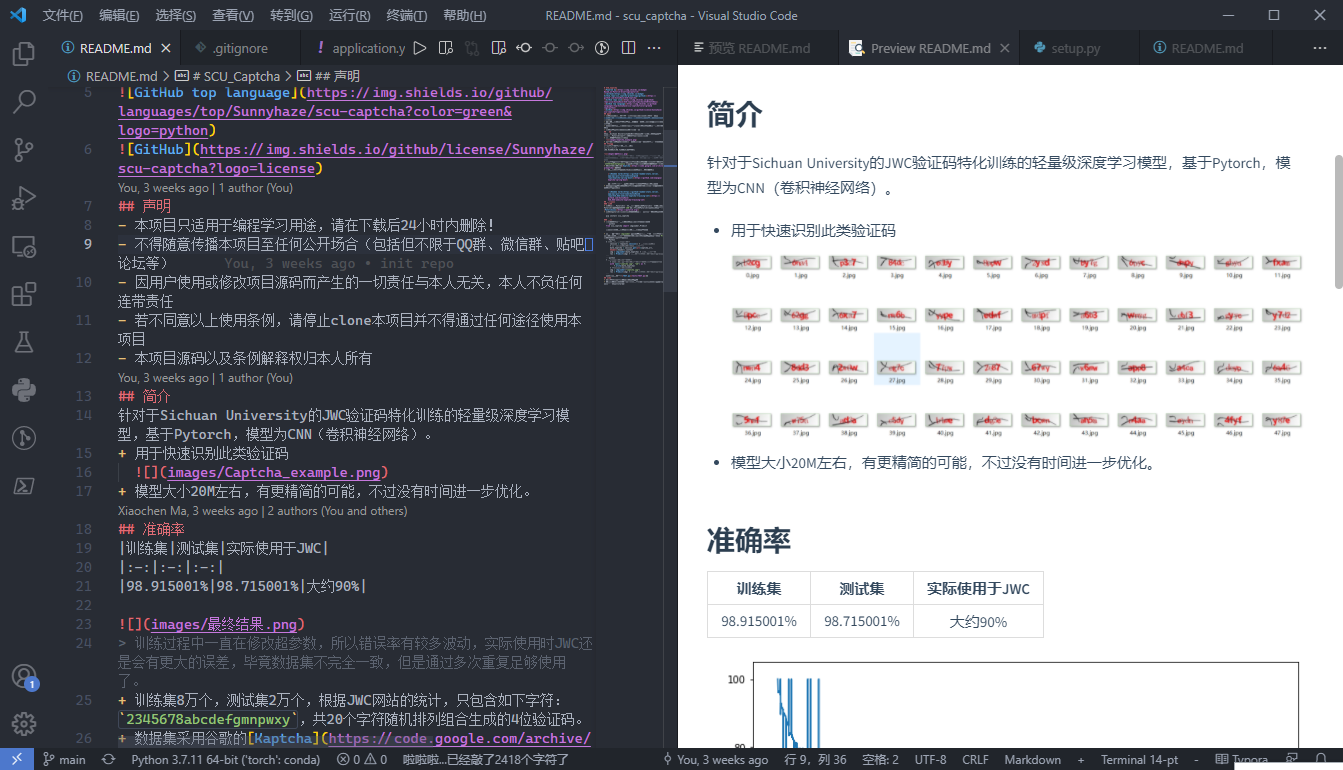 文件(F) 编辑(E) 选择(S) 查看(V) 转到(G) 运行(R) 终端(T) 帮助(H) README.md - scu_captcha - Visual Studio Code
README.md .gitignore application.y 预览 README.md Preview README.md setup.py README.md
README.md > # SCU_Captcha > ## 声明
5 ![GitHub top language](https://img.shields.io/github/
languages/top/Sunnyhaze/scu-captcha?color=green&
logo=python)
6 ![GitHub](https://img.shields.io/github/license/Sunnyhaze/
scu-captcha?logo=license)
You, 3 weeks ago | 1 author (You)
7 ## 声明
8 - 本项目只适用于编程学习用途，请在下载后24小时内删除!
9 - 不得随意传播本项目至任何公开场合（包括但不限于QQ群、微信群、贴吧
论坛等） You, 3 weeks ago • init repo
10 - 因用户使用或修改项目源码而产生的一切责任与本人无关，本人不负任何
连带责任
11 - 若不同意以上使用条例，请停止clone本项目并不得通过任何途径使用本
项目
12 - 本项目源码以及条例解释权归本人所有
You, 3 weeks ago | 1 author (You)
13 ## 简介
14 针对于Sichuan University的JWC验证码特化训练的轻量级深度学习模
型，基于Pytorch，模型为CNN（卷积神经网络）。
15 + 用于快速识别此类验证码
16 ![](images/Captcha_example.png)
17 + 模型大小20M左右，有更精简的可能，不过没有时间进一步优化。
Xiaochen Ma, 3 weeks ago | 2 authors (You and others)
18 ## 准确率
19 |训练集|测试集|实际使用于JWC|
20 |:-:|:-:|:-:|
21 |98.915001%|98.715001%|大约90%|
22
23 ![](images/最终结果.png)
24 > 训练过程中一直在修改超参数，所以错误率有较多波动，实际使用时JWC还
是会有更大的误差，毕竟数据集不完全一致，但是通过多次重复足够使用
了。
25 + 训练集8万个，测试集2万个，根据JWC网站的统计，只包含如下字符：
`2345678abcdefgmnpwxy`，共20个字符随机排列组合生成的4位验证码。
26 + 数据集采用谷歌的[Kaptcha](https://code.google.com/archive/
简介
针对于Sichuan University的JWC验证码特化训练的轻量级深度学习模型，基于Pytorch，模
型为CNN（卷积神经网络）。
• 用于快速识别此类验证码
0.jpg 1.jpg 2.jpg 3.jpg 4.jpg 5.jpg 6.jpg 7.jpg 8.jpg 9.jpg 10.jpg 11.jpg
12.jpg 13.jpg 14.jpg 15.jpg 16.jpg 17.jpg 18.jpg 19.jpg 20.jpg 21.jpg 22.jpg 23.jpg
24.jpg 25.jpg 26.jpg 27.jpg 28.jpg 29.jpg 30.jpg 31.jpg 32.jpg 33.jpg 34.jpg 35.jpg
36.jpg 37.jpg 38.jpg 39.jpg 40.jpg 41.jpg 42.jpg 43.jpg 44.jpg 45.jpg 46.jpg 47.jpg
• 模型大小20M左右，有更精简的可能，不过没有时间进一步优化。
准确率
训练集 测试集 实际使用于JWC
98.915001% 98.715001% 大约90%
100
1
main Python 3.7.11 64-bit ('torch': conda) 0 0 啦啦啦...已经敲了2418个字符了 You, 3 weeks ago 行 9，列 36 空格: 2 UTF-8 CRLF Markdown + Terminal 14-pt - Typora